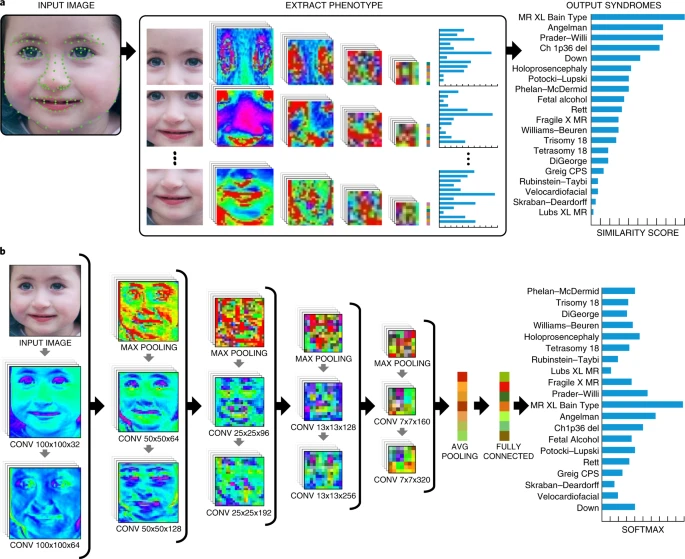 a
INPUT IMAGE
EXTRACT PHENOTYPE
OUTPUT SYNDROMES
MR XL Bain Type
Angelman
Prader–Willi
Ch 1p36 del
Down
Holoprosencephaly
Potocki–Lupski
Phelan–McDermid
Fetal alcohol
Rett
Fragile X MR
Williams–Beuren
Trisomy 18
Tetrasomy 18
DiGeorge
Greig CPS
Rubinstein–Taybi
Velocardiofacial
Skraban–Deardorff
Lubs XL MR
SIMILARITY SCORE
b
INPUT IMAGE
CONV 100x100x32
CONV 100x100x64
MAX POOLING
CONV 50x50x64
CONV 50x50x128
MAX POOLING
CONV 25x25x96
CONV 25x25x192
MAX POOLING
CONV 13x13x128
CONV 13x13x256
MAX POOLING
CONV 7x7x160
CONV 7x7x320
AVG
POOLING
FULLY
CONNECTED
Phelan–McDermid
Trisomy 18
DiGeorge
Williams–Beuren
Holoprosencephaly
Tetrasomy 18
Rubinstein–Taybi
Lubs XL MR
Fragile X MR
Prader–Willi
MR XL Bain Type
Angelman
Ch1p36 del
Fetal Alcohol
Potocki–Lupski
Rett
Greig CPS
Skraban–Deardorff
Velocardiofacial
Down
SOFTMAX